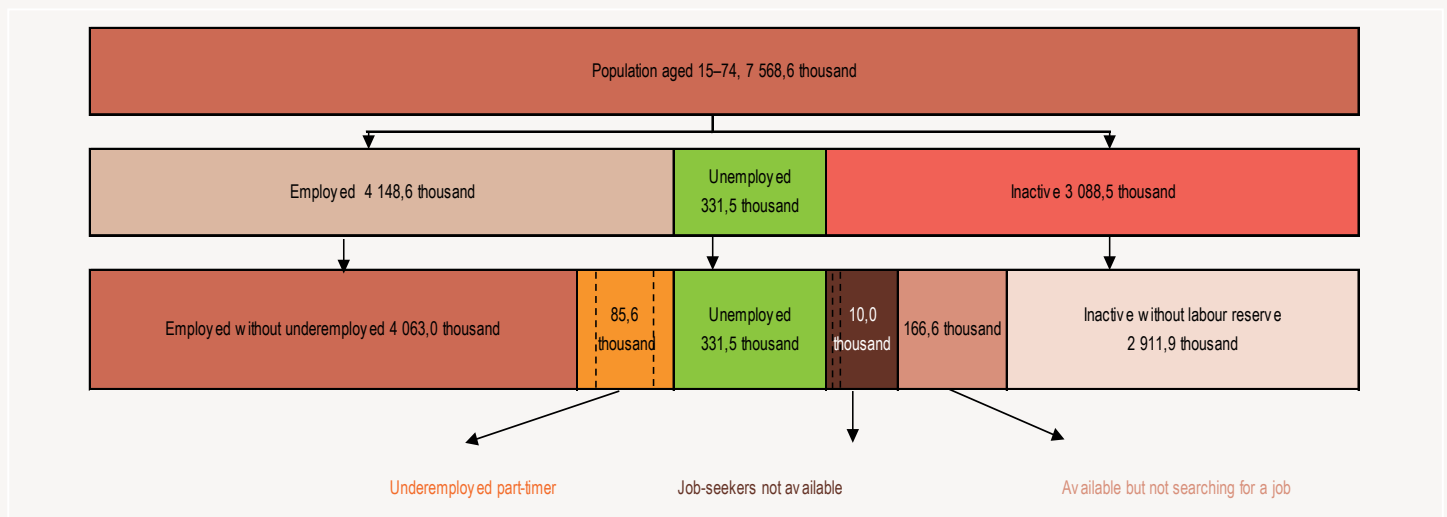 Population aged 15–74, 7 568,6 thousand
Employed 4 148,6 thousand
Unemployed
331,5 thousand
Inactive 3 088,5 thousand
Employed without underemployed 4 063,0 thousand
85,6
thousand
Unemployed
331,5 thousand
10,0
thousand
166,6 thousand
Inactive without labour reserve
2 911,9 thousand
Underemployed part-timer
Job-seekers not available
Available but not searching for a job